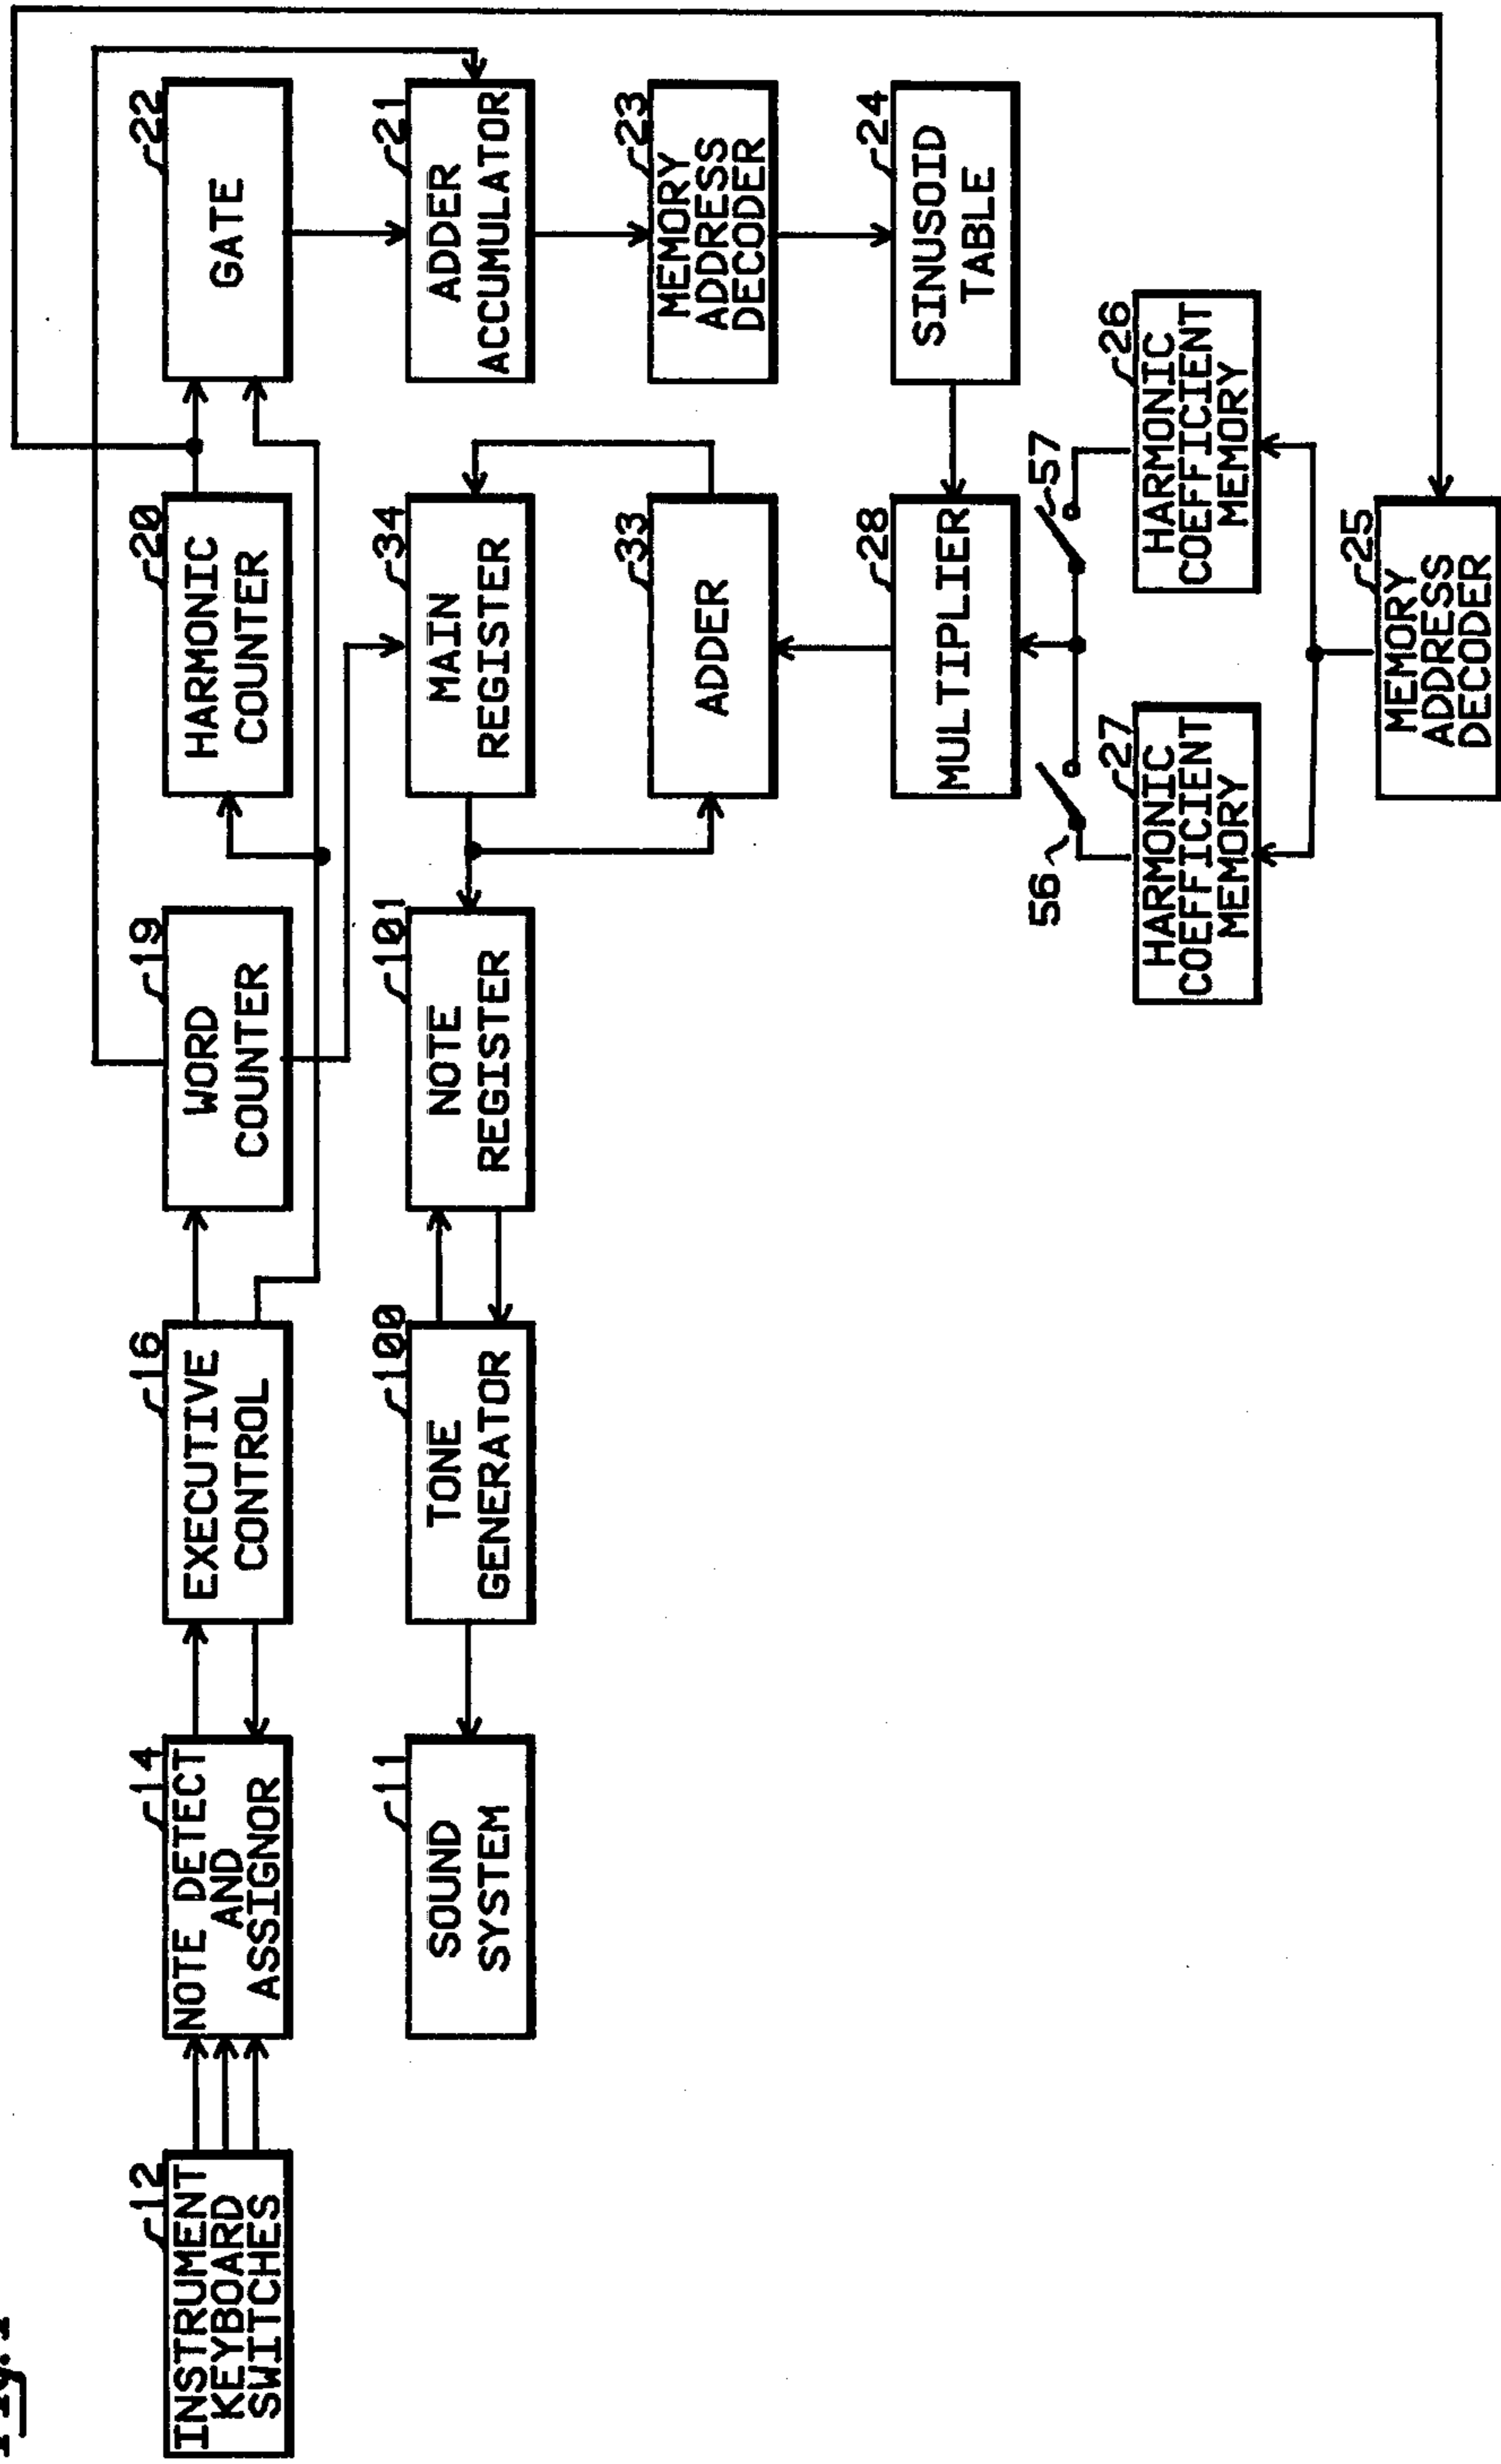 Fig. 1
12
INSTRUMENT
KEYBOARD
SWITCHES
14
NOTE DETECT
AND
ASSIGNOR
16
EXECUTIVE
CONTROL
19
WORD
COUNTER
20
HARMONIC
COUNTER
22
GATE
11
SOUND
SYSTEM
100
TONE
GENERATOR
101
NOTE
REGISTER
34
MAIN
REGISTER
21
ADDER
ACCUMULATOR
33
ADDER
23
MEMORY
ADDRESS
DECODER
28
MULTIPLIER
24
SINUSOID
TABLE
56
57
27
HARMONIC
COEFFICIENT
MEMORY
26
HARMONIC
COEFFICIENT
MEMORY
25
MEMORY
ADDRESS
DECODER